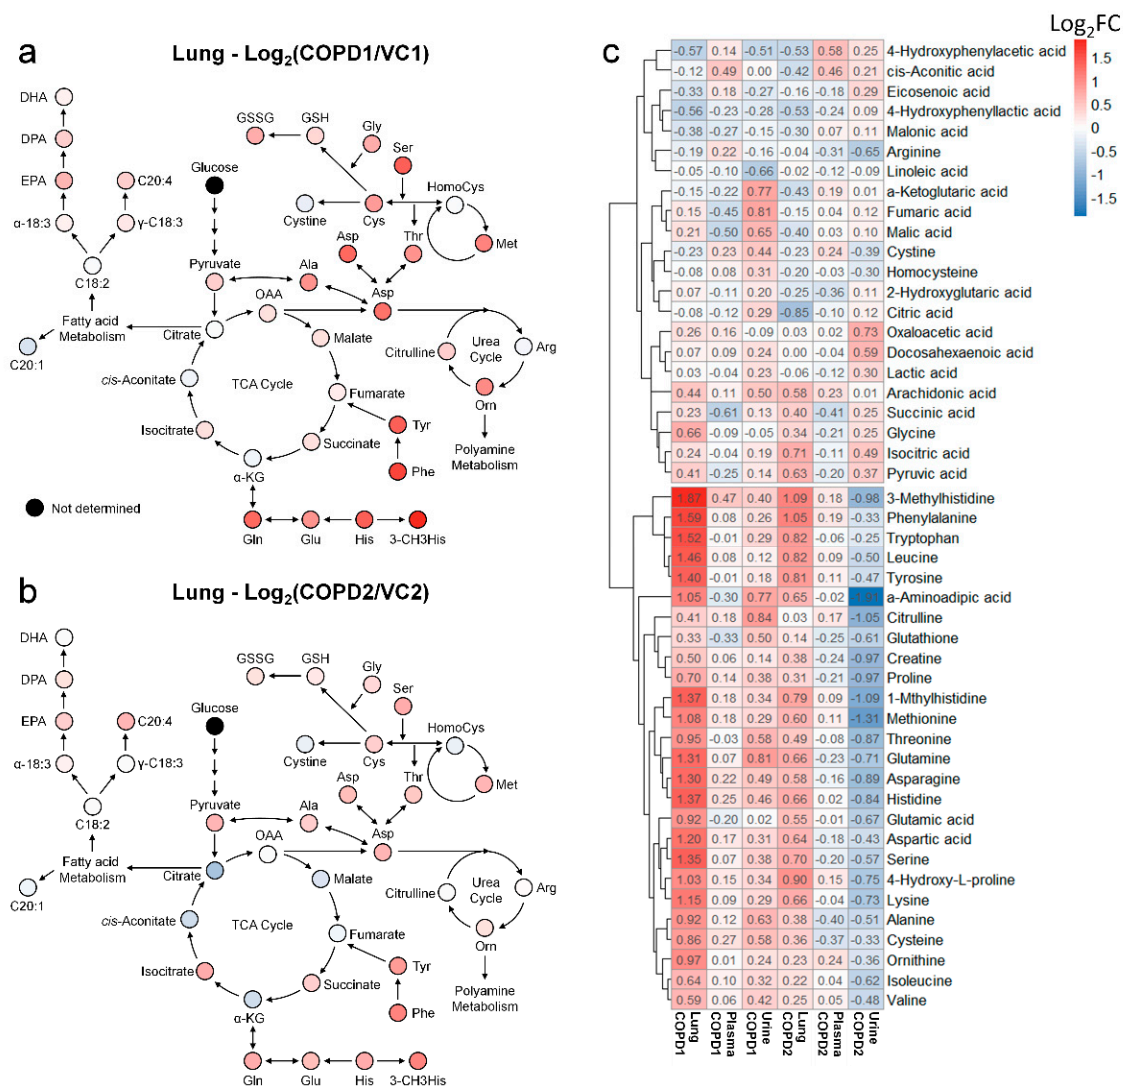 a
Lung - Log2(COPD1/VC1)
DHA
DPA
EPA
α-18:3
C20:4
γ-C18:3
C18:2
Fatty acid
Metabolism
C20:1
Glucose
Pyruvate
Citrate
cis-Aconitate
Isocitrate
α-KG
TCA Cycle
OAA
Malate
Fumarate
Succinate
GSSG
GSH
Gly
Ser
Cystine
Cys
HomoCys
Met
Thr
Asp
Ala
Asp
Citrulline
Urea
Cycle
Arg
Orn
Polyamine
Metabolism
Tyr
Phe
Gln
Glu
His
3-CH3His
Not determined
b
Lung - Log2(COPD2/VC2)
DHA
DPA
EPA
α-18:3
C20:4
γ-C18:3
C18:2
Fatty acid
Metabolism
C20:1
Glucose
Pyruvate
Citrate
cis-Aconitate
Isocitrate
α-KG
TCA Cycle
OAA
Malate
Fumarate
Succinate
GSSG
GSH
Gly
Ser
Cystine
Cys
HomoCys
Met
Thr
Asp
Ala
Asp
Citrulline
Urea
Cycle
Arg
Orn
Polyamine
Metabolism
Tyr
Phe
Gln
Glu
His
3-CH3His
c
Log2FC
1.5
1
0.5
0
-0.5
-1
-1.5
-0.57 0.14 -0.51 -0.53 0.58 0.25 4-Hydroxyphenylacetic acid
-0.12 0.49 0.00 -0.42 0.46 0.21 cis-Aconitic acid
-0.33 0.18 -0.27 -0.16 -0.18 0.29 Eicosenoic acid
-0.56 -0.23 -0.28 -0.53 -0.24 0.09 4-Hydroxyphenyllactic acid
-0.38 -0.27 -0.15 -0.30 0.07 0.11 Malonic acid
-0.19 0.22 -0.16 -0.04 -0.31 -0.65 Arginine
-0.05 -0.10 -0.66 -0.02 -0.12 -0.09 Linoleic acid
-0.15 -0.22 0.77 -0.43 0.19 0.01 a-Ketoglutaric acid
0.15 -0.45 0.81 -0.15 0.04 0.12 Fumaric acid
0.21 -0.50 0.65 -0.40 0.03 0.10 Malic acid
-0.23 0.23 0.44 -0.23 0.24 -0.39 Cystine
-0.08 0.08 0.31 -0.20 -0.03 -0.30 Homocysteine
0.07 -0.11 0.20 -0.25 -0.36 0.11 2-Hydroxyglutaric acid
-0.08 -0.12 0.29 -0.85 -0.10 0.12 Citric acid
0.26 0.16 -0.09 0.03 0.02 0.73 Oxaloacetic acid
0.07 0.09 0.24 0.00 -0.04 0.59 Docosahexaenoic acid
0.03 -0.04 0.23 -0.06 -0.12 0.30 Lactic acid
0.44 0.11 0.50 0.58 0.23 0.01 Arachidonic acid
0.23 -0.61 0.13 0.40 -0.41 0.25 Succinic acid
0.66 -0.09 -0.05 0.34 -0.21 0.25 Glycine
0.24 -0.04 0.19 0.71 -0.11 0.49 Isocitric acid
0.41 -0.25 0.14 0.63 -0.20 0.37 Pyruvic acid
1.87 0.47 0.40 1.09 0.18 -0.98 3-Methylhistidine
1.59 0.08 0.26 1.05 0.19 -0.33 Phenylalanine
1.52 -0.01 0.29 0.82 -0.06 -0.25 Tryptophan
1.46 0.08 0.12 0.82 0.09 -0.50 Leucine
1.40 -0.01 0.18 0.81 0.11 -0.47 Tyrosine
1.05 -0.30 0.77 0.65 -0.02 -1.91 a-Aminoadipic acid
0.41 0.18 0.84 0.03 0.17 -1.05 Citrulline
0.33 -0.33 0.50 0.14 -0.25 -0.61 Glutathione
0.50 0.06 0.14 0.38 -0.24 -0.97 Creatine
0.70 0.14 0.38 0.31 -0.21 -0.97 Proline
1.37 0.18 0.34 0.79 0.09 -1.09 1-Mthylhistidine
1.08 0.18 0.29 0.60 0.11 -1.31 Methionine
0.95 -0.03 0.58 0.49 -0.08 -0.87 Threonine
1.31 0.07 0.81 0.66 -0.23 -0.71 Glutamine
1.30 0.22 0.49 0.58 -0.16 -0.89 Asparagine
1.37 0.25 0.46 0.66 0.02 -0.84 Histidine
0.92 -0.20 0.02 0.55 -0.01 -0.67 Glutamic acid
1.20 0.17 0.31 0.64 -0.18 -0.43 Aspartic acid
1.35 0.07 0.38 0.70 -0.20 -0.57 Serine
1.03 0.15 0.34 0.90 0.15 -0.75 4-Hydroxy-L-proline
1.15 0.09 0.29 0.66 -0.04 -0.73 Lysine
0.92 0.12 0.63 0.38 -0.40 -0.51 Alanine
0.86 0.27 0.58 0.36 -0.37 -0.33 Cysteine
0.97 0.01 0.24 0.23 0.24 -0.36 Ornithine
0.64 0.10 0.32 0.22 0.04 -0.62 Isoleucine
0.59 0.06 0.42 0.25 0.05 -0.48 Valine
Lung
COPD1
Plasma
COPD1
Urine
COPD1
Lung
COPD2
Plasma
COPD2
Urine
COPD2